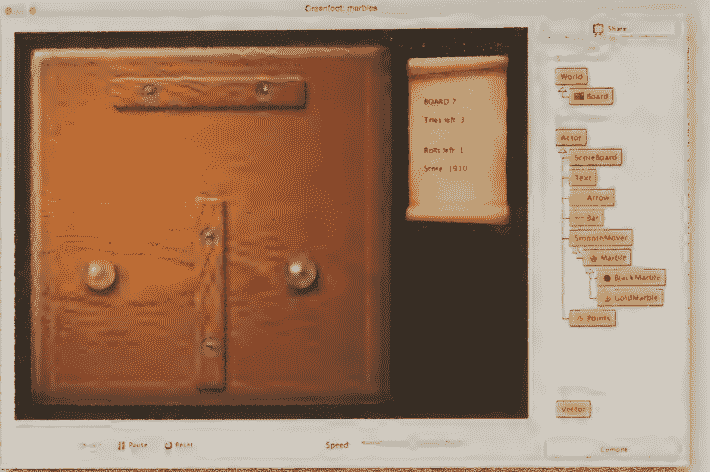 Greenfoot: marbles
Share...
World
Board
BOARD 7
Tries left: 3
Rolls left: 1
Score: 1910
Actor
ScoreBoard
Text
Arrow
Bar
SmoothMover
Marble
BlackMarble
GoldMarble
Points
Vector
Pause
Reset
Speed
Compile